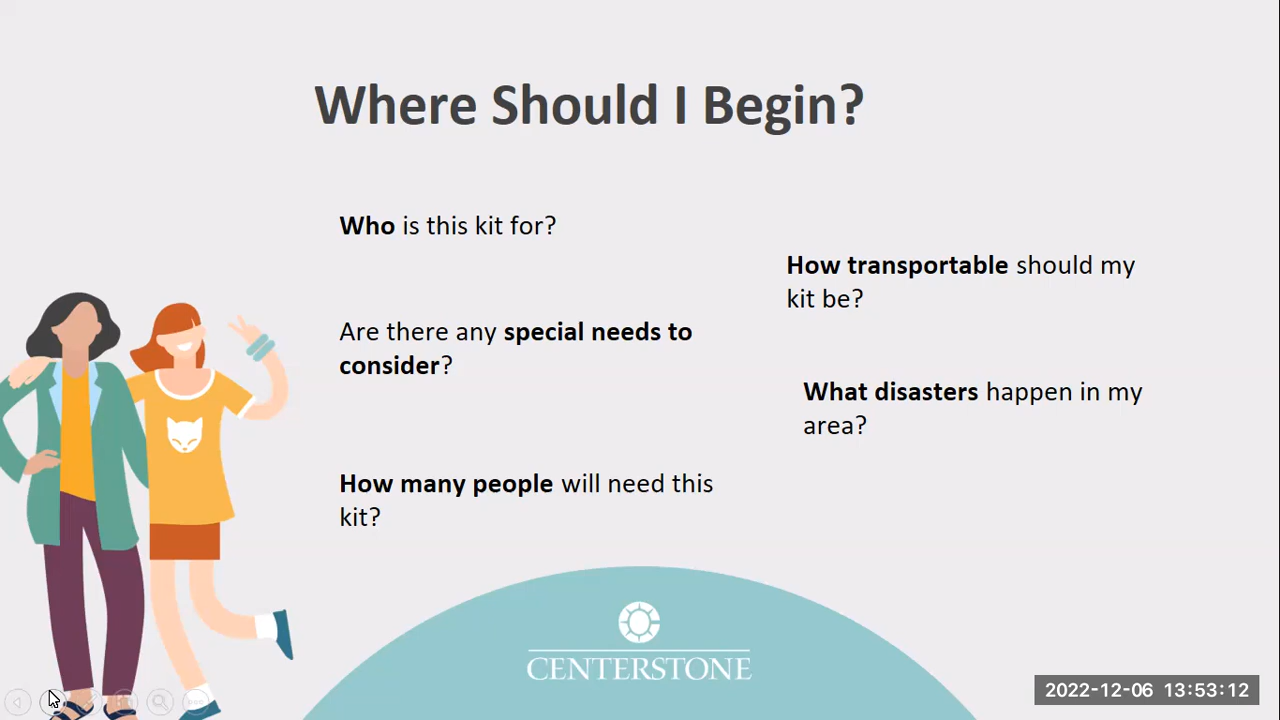 Where Should I Begin?
Who is this kit for?
Are there any special needs to
consider?
How many people will need this
kit?
How transportable should my
kit be?
What disasters happen in my
area?
CENTERSTONE
2022-12-06 13:53:12